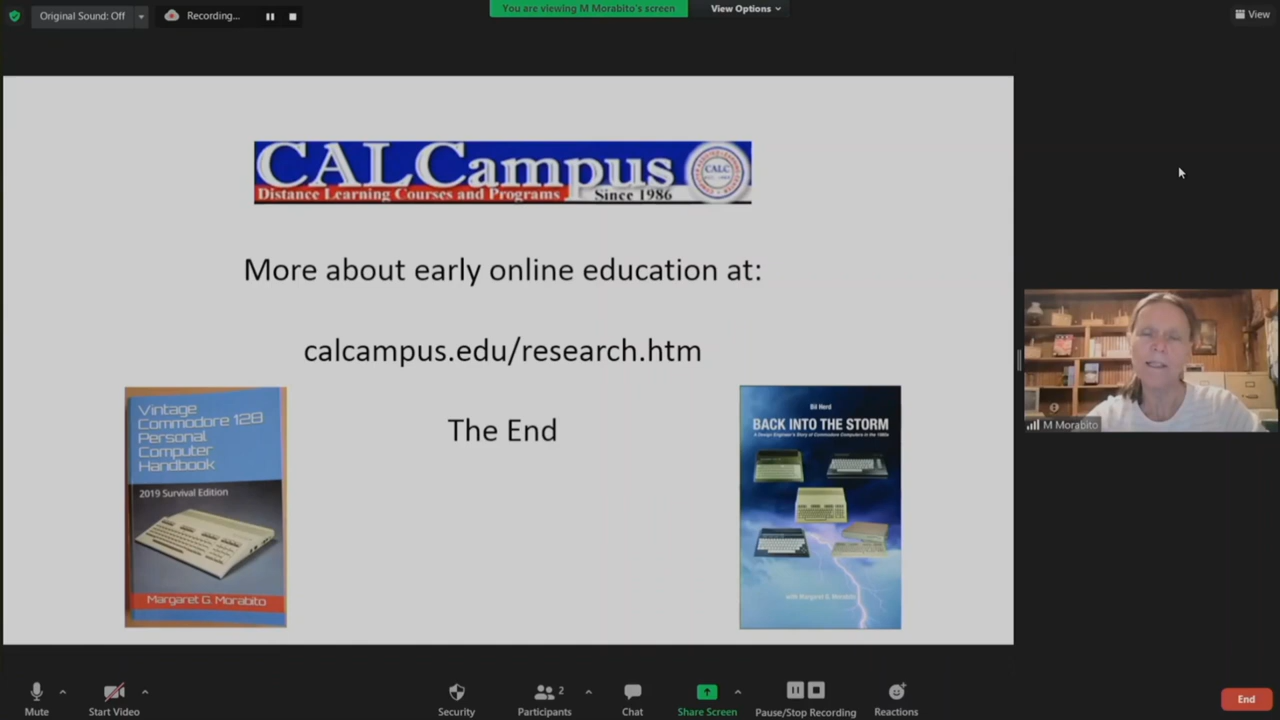 Original Sound: Off
Recording...
You are viewing M Morabito's screen
View Options
View
CALCampus
Distance Learning Courses and Programs
Since 1986
CALC
More about early online education at:
calcampus.edu/research.htm
The End
Vintage
Commodore 128
Personal
Computer
Handbook
2019 Survival Edition
Margaret G. Morabito
Bil Herd
BACK INTO THE STORM
A Design Engineer's Story of Commodore Computers in the 1980s
with Margaret G. Morabito
M Morabito
Mute
Start Video
Security
Participants
2
Chat
Share Screen
Pause/Stop Recording
Reactions
End